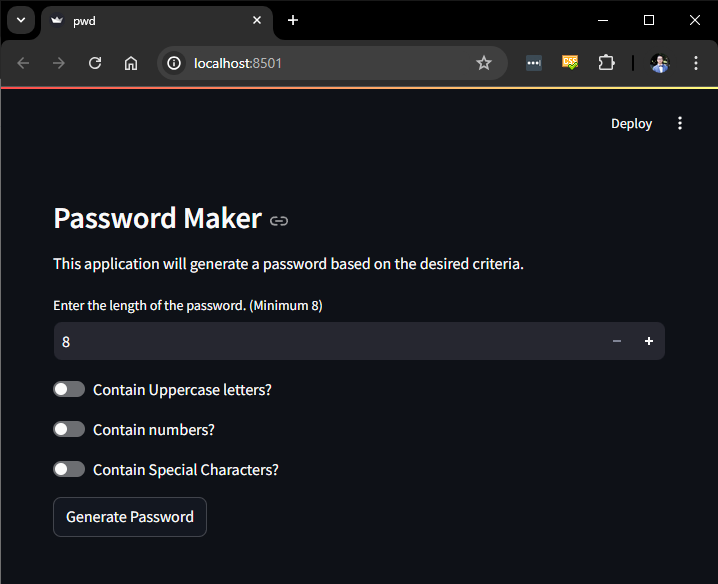 pwd
localhost:8501
CSS
Deploy
Password Maker
This application will generate a password based on the desired criteria.
Enter the length of the password. (Minimum 8)
8
Contain Uppercase letters?
Contain numbers?
Contain Special Characters?
Generate Password